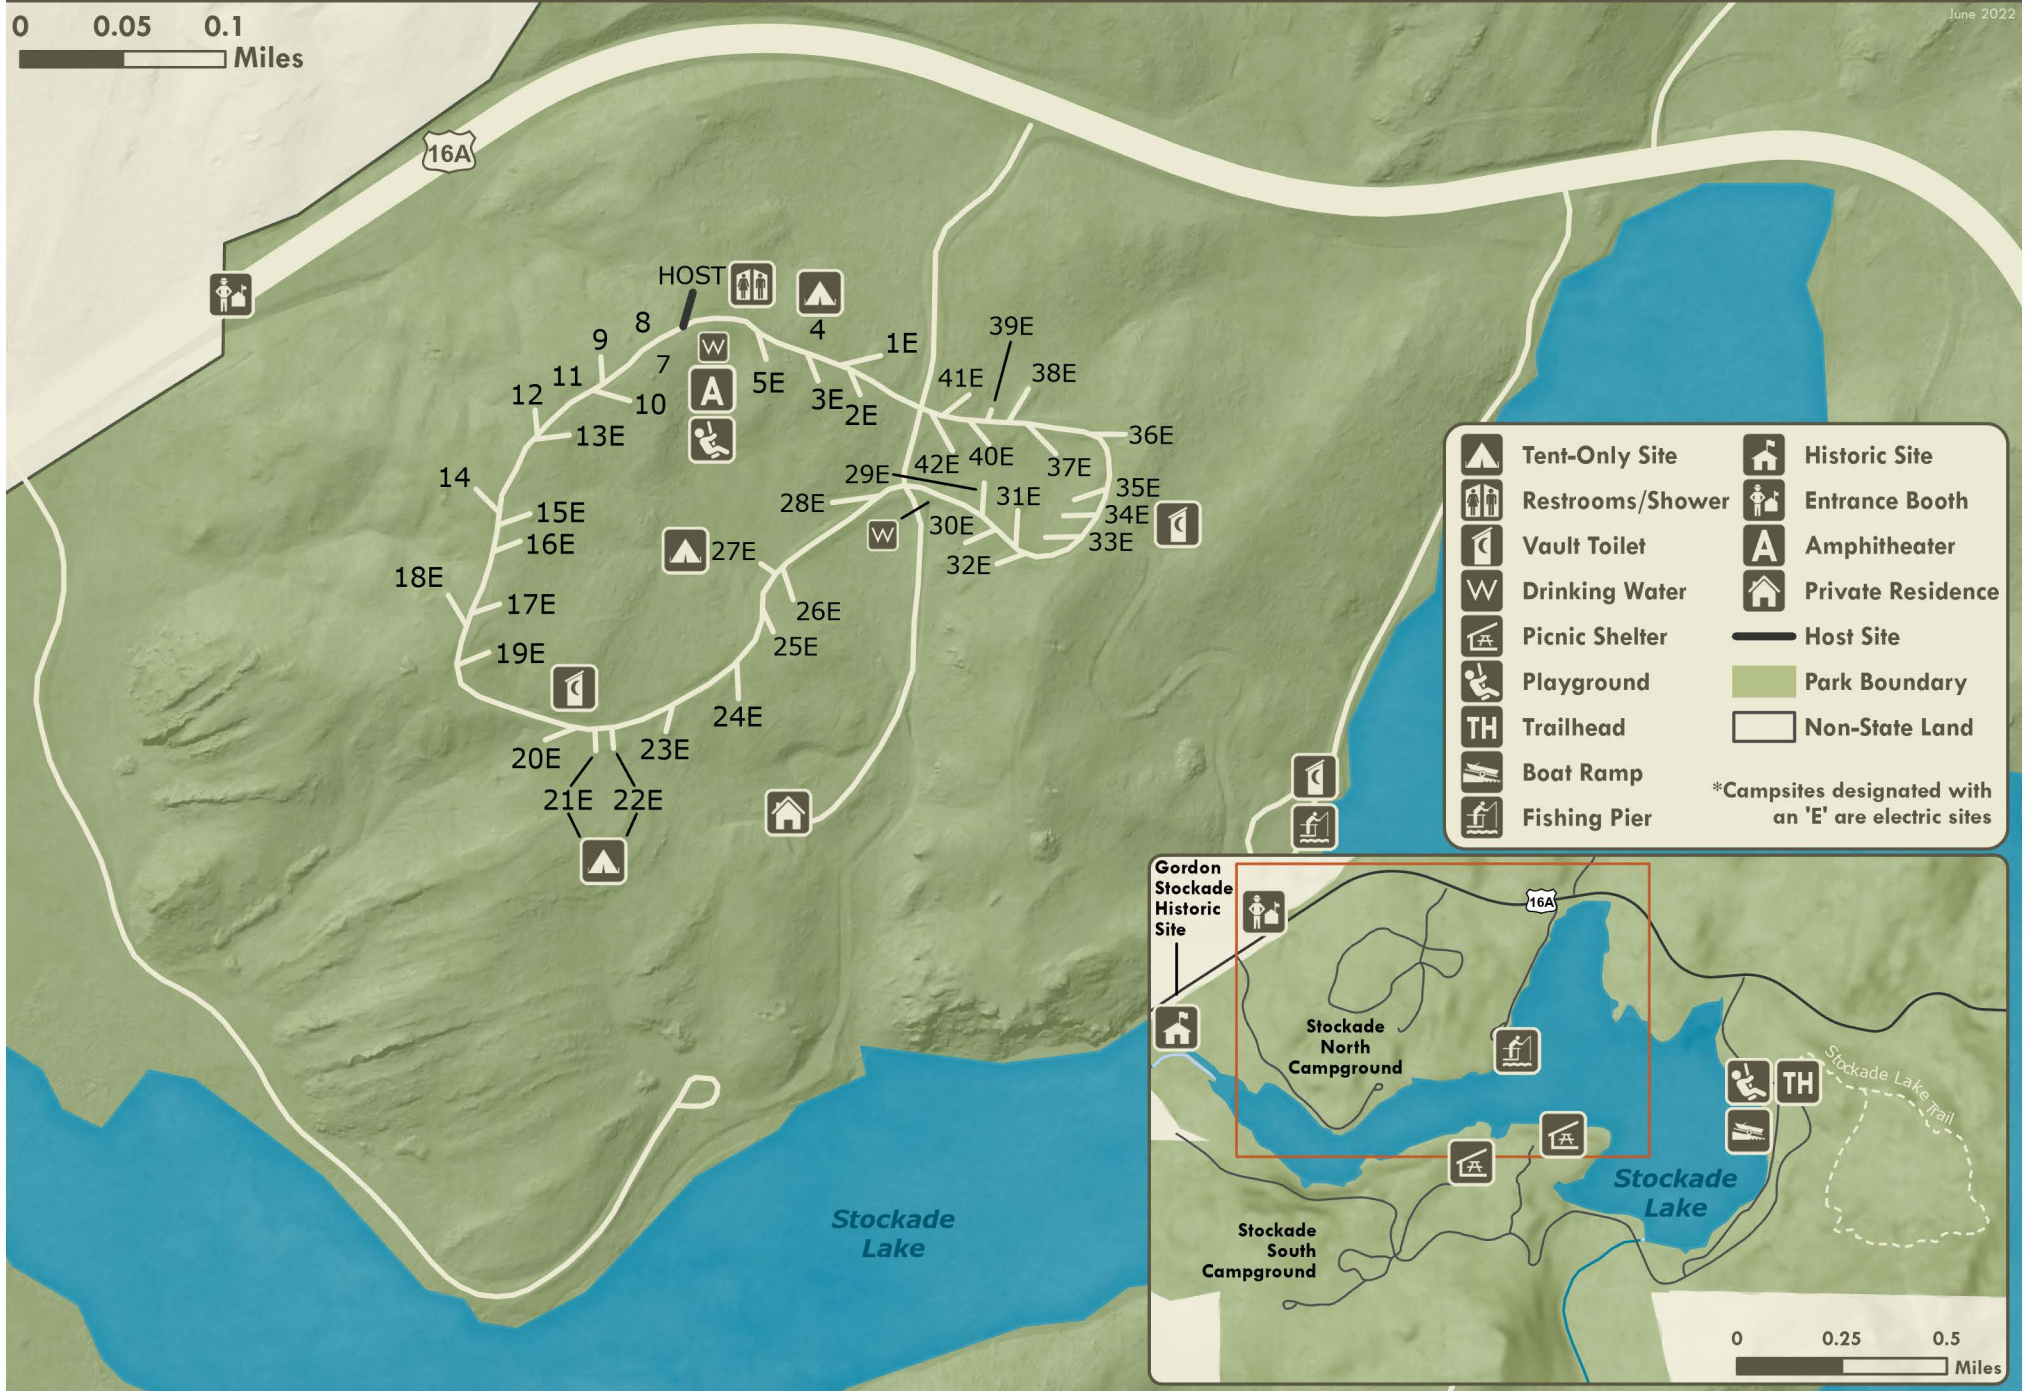 0 0.05 0.1
Miles
June 2022
16A
HOST
8
9
7
4
1E
5E
3E
2E
11
12
10
13E
14
15E
16E
18E
17E
19E
20E
21E 22E
23E
24E
25E
26E
27E
28E
29E
30E
31E
32E
33E
34E
35E
36E
37E
38E
39E
40E
41E
42E
W
A
W
Tent-Only Site
Restrooms/Shower
Vault Toilet
W Drinking Water
Picnic Shelter
Playground
TH Trailhead
Boat Ramp
Fishing Pier
Historic Site
Entrance Booth
A Amphitheater
Private Residence
Host Site
Park Boundary
Non-State Land
*Campsites designated with
an 'E' are electric sites
Stockade
Lake
Gordon
Stockade
Historic
Site
16A
Stockade
North
Campground
TH
Stockade Lake Trail
Stockade
Lake
Stockade
South
Campground
0 0.25 0.5
Miles